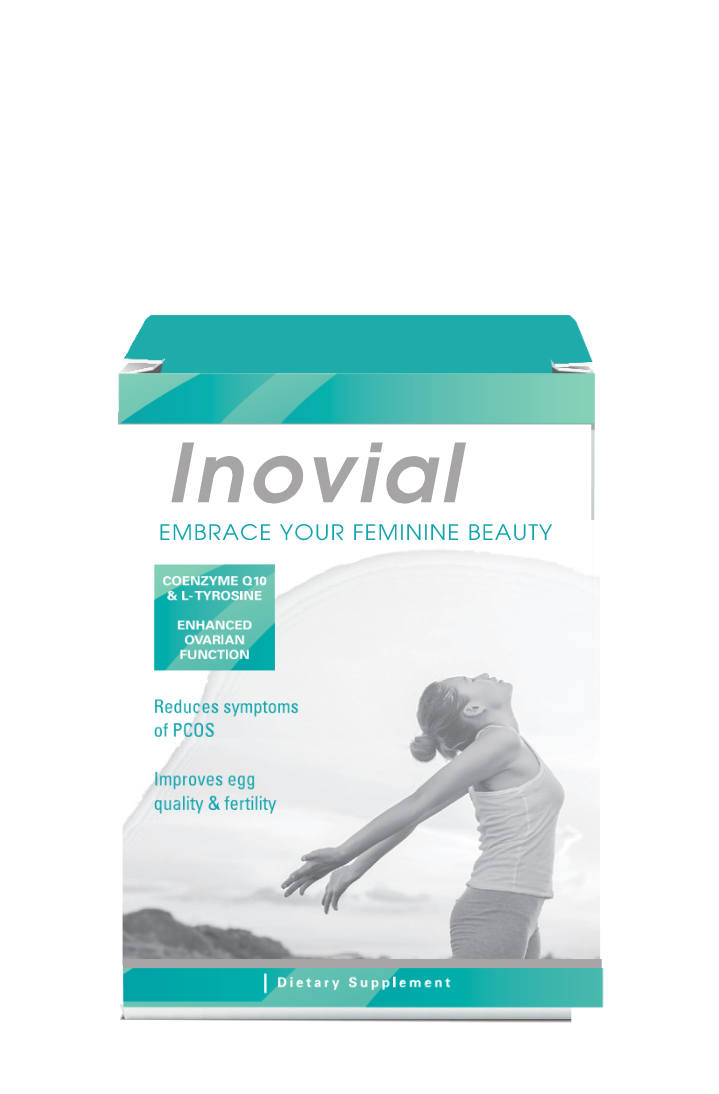 Inovial
EMBRACE YOUR FEMININE BEAUTY
COENZYME Q10
& L-TYROSINE
ENHANCED
OVARIAN
FUNCTION
Reduces symptoms
of PCOS
Improves egg
quality & fertility
Dietary Supplement